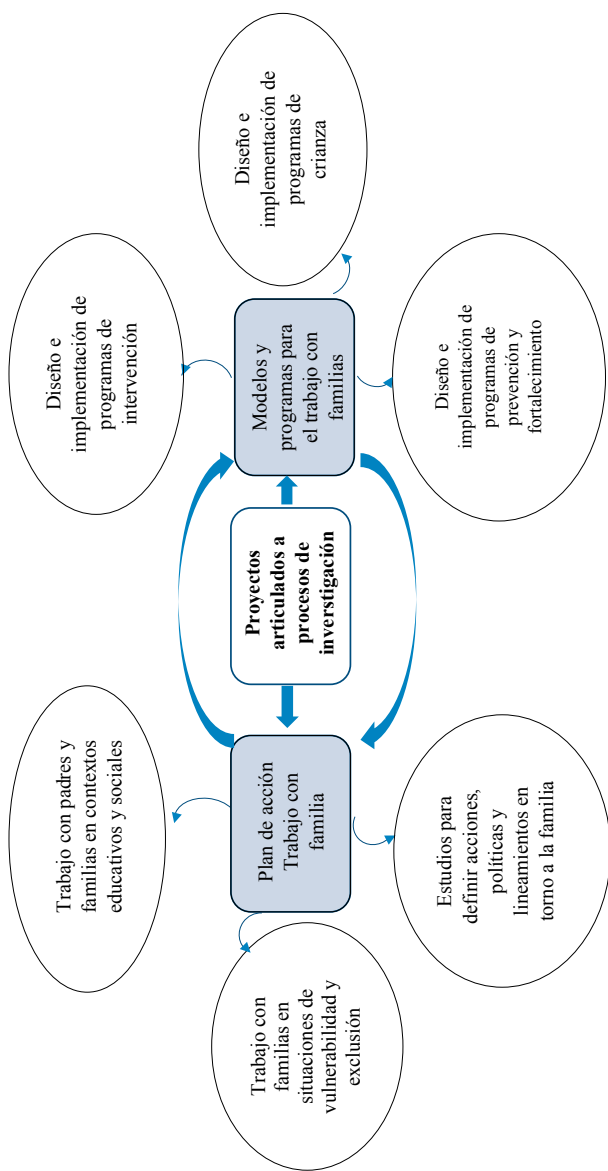 Trabajo con padres y
familias en contextos
educativos y sociales
Trabajo con
familias en
situaciones de
vulnerabilidad y
exclusión
Plan de acción
Trabajo con
familia
Estudios para
definir acciones,
políticas y
lineamientos en
torno a la familia
Proyectos
articulados a
procesos de
inverstigación
Diseño e
implementación de
programas de
intervención
Modelos y
programas para
el trabajo con
familias
Diseño e
implementación de
programas de
crianza
Diseño e
implementación de
programas de
prevención y
fortalecimiento